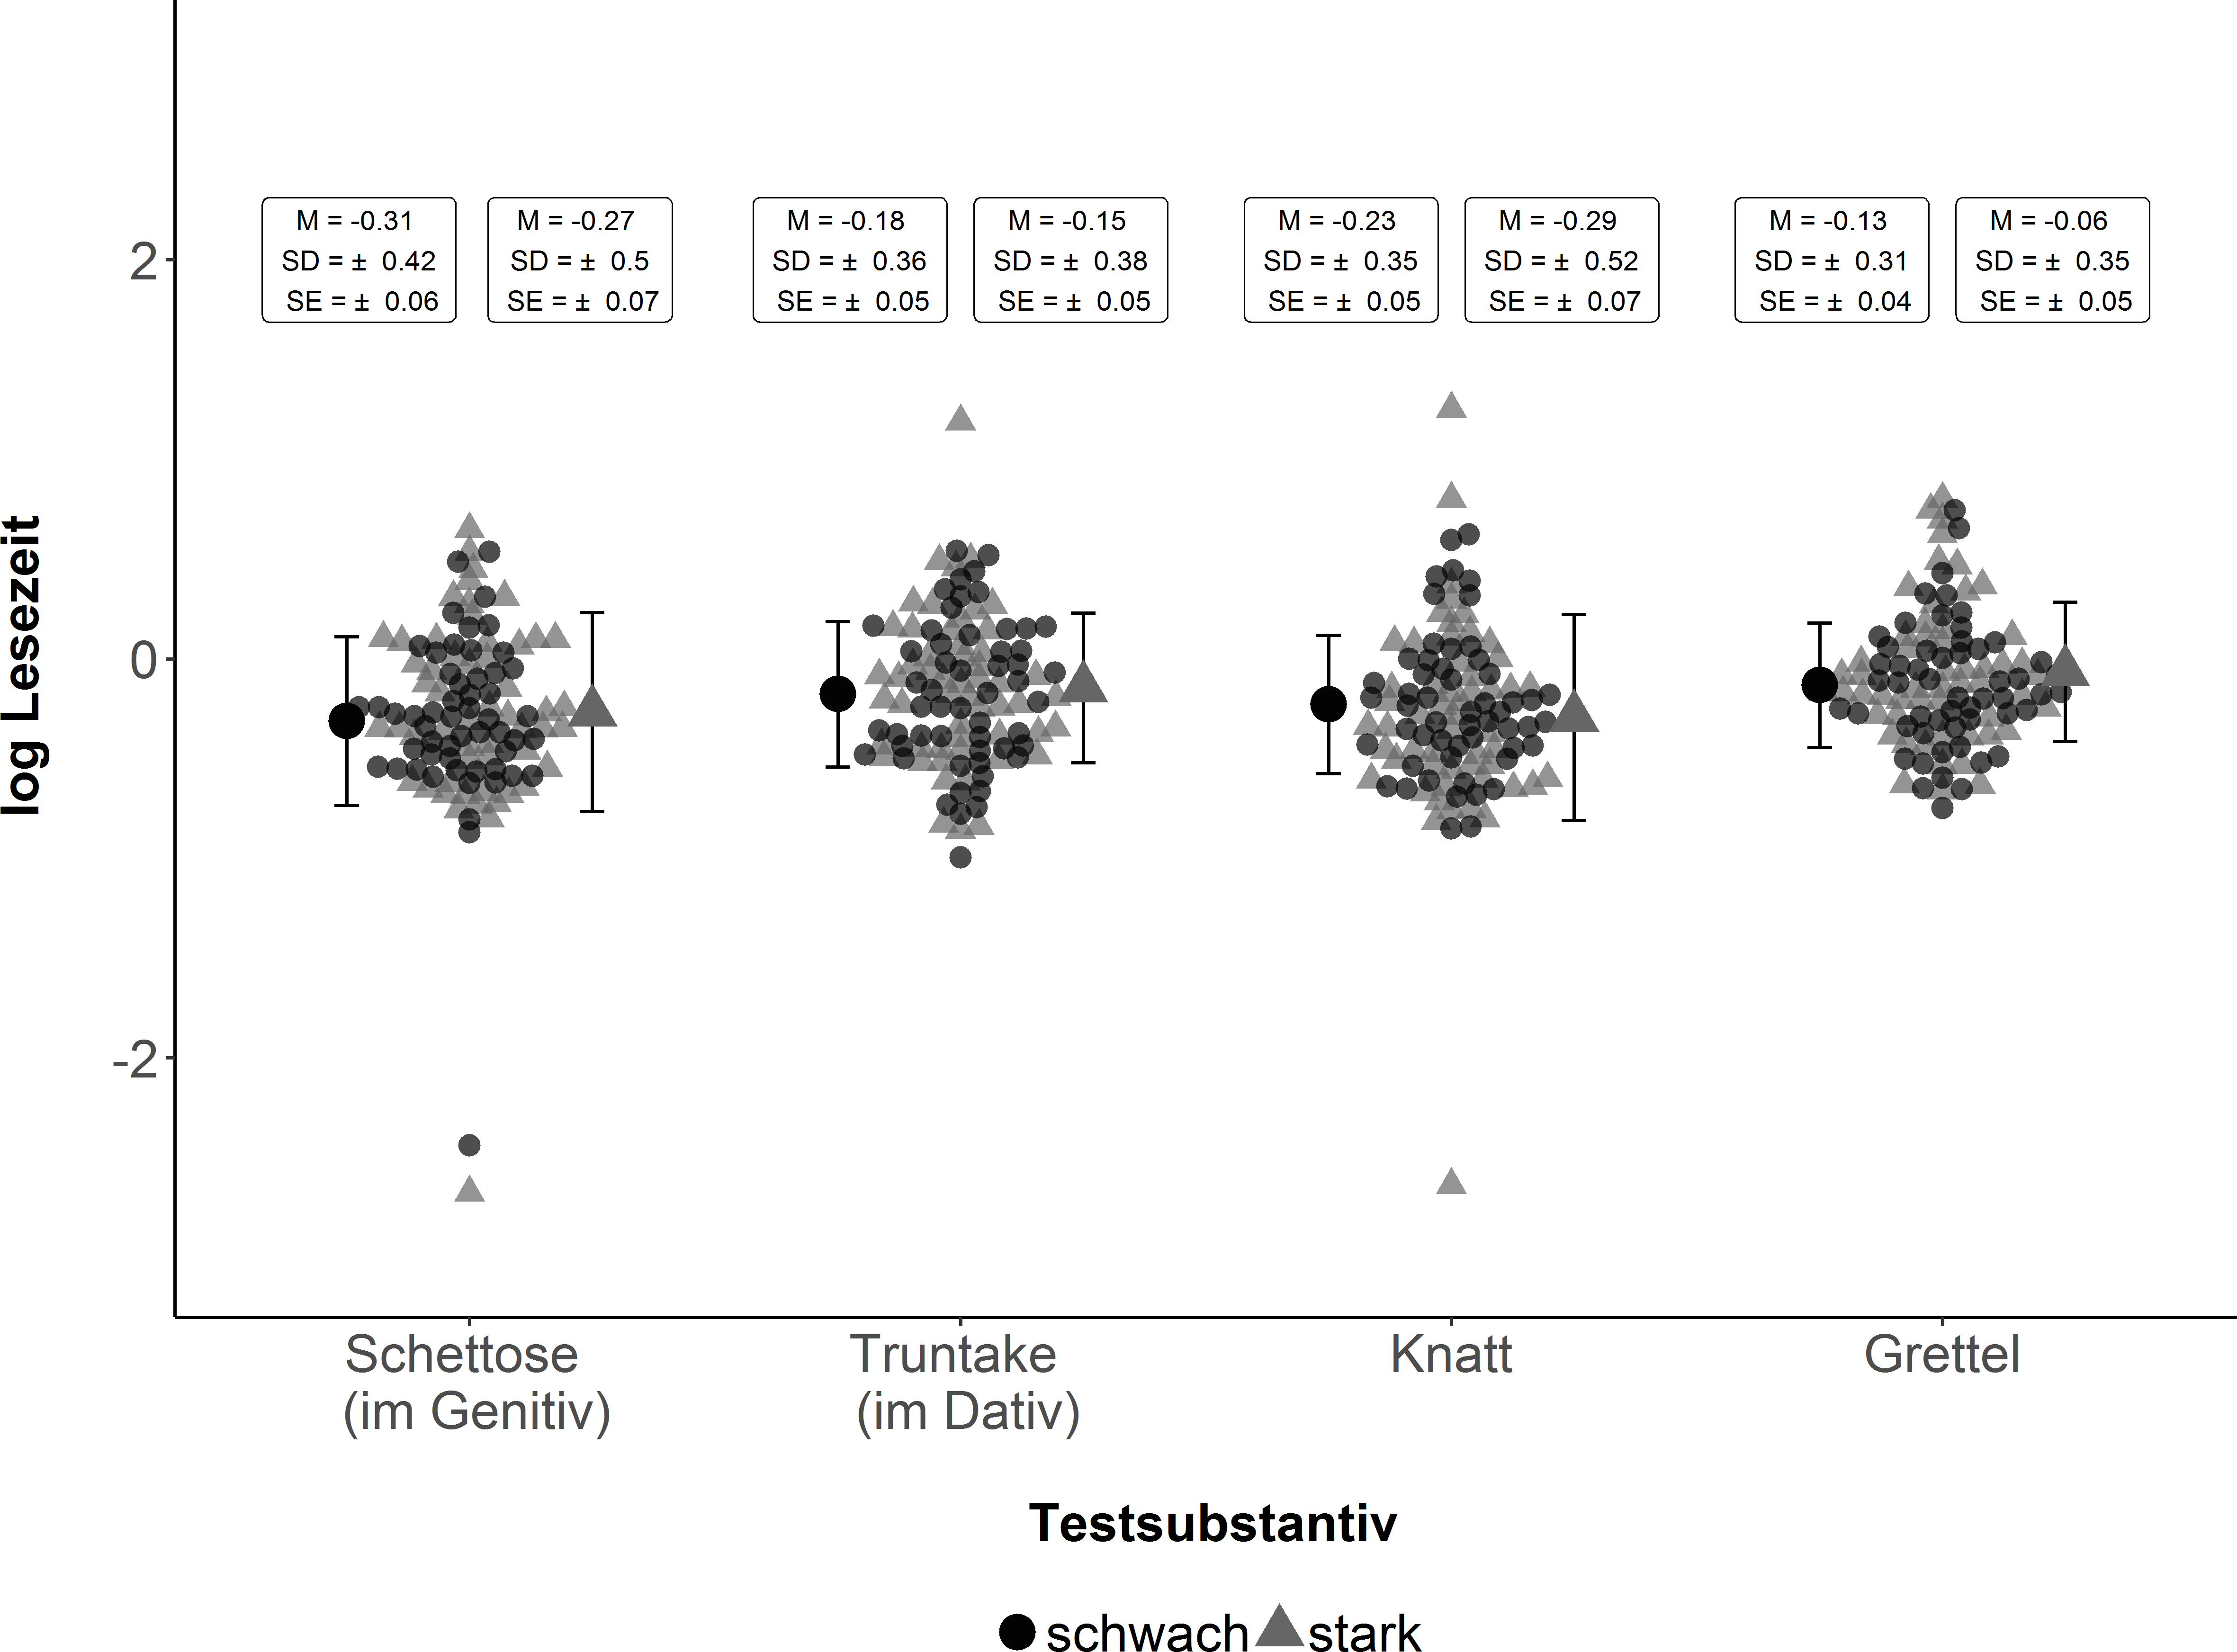 M = -0.31
SD = ± 0.42
SE = ± 0.06
M = -0.27
SD = ± 0.5
SE = ± 0.07
M = -0.18
SD = ± 0.36
SE = ± 0.05
M = -0.15
SD = ± 0.38
SE = ± 0.05
M = -0.23
SD = ± 0.35
SE = ± 0.05
M = -0.29
SD = ± 0.52
SE = ± 0.07
M = -0.13
SD = ± 0.31
SE = ± 0.04
M = -0.06
SD = ± 0.35
SE = ± 0.05
log Lesezeit
2
0
-2
Schettose
(im Genitiv)
Truntake
(im Dativ)
Knatt
Grettel
Testsubstantiv
schwach
stark